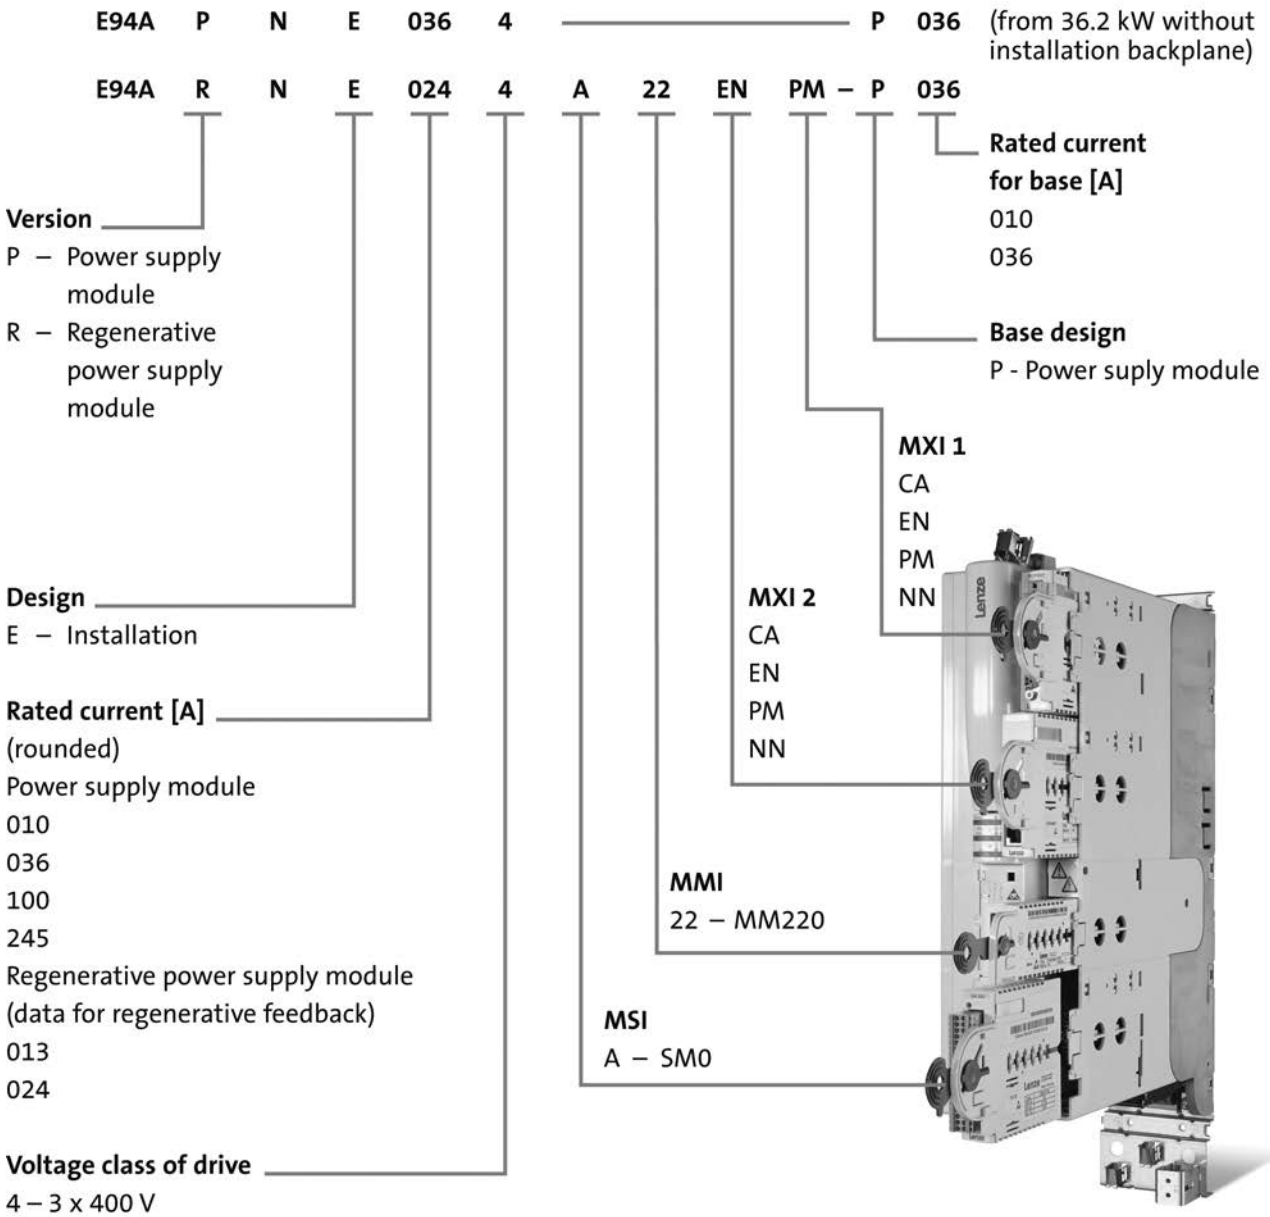 E94A P N E 036 4 P 036 (from 36.2 kW without
installation backplane)
E94A R N E 024 4 A 22 EN PM – P 036
Rated current
for base [A]
010
036
Version
P – Power supply
module
R – Regenerative
power supply
module
Base design
P - Power suply module
MXI 1
CA
EN
PM
NN
Design
E – Installation
MXI 2
CA
EN
PM
NN
Rated current [A]
(rounded)
Power supply module
010
036
100
245
Regenerative power supply module
(data for regenerative feedback)
013
024
MMI
22 – MM220
MSI
A – SM0
Voltage class of drive
4 – 3 x 400 V
Lenze
Lenze